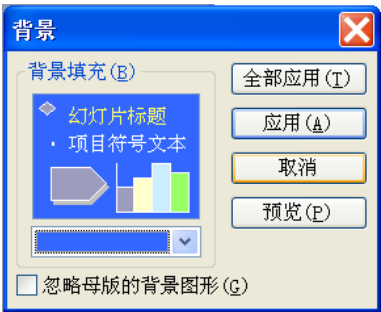 背景
背景填充(B)
幻灯片标题
· 项目符号文本
全部应用(T)
应用(A)
取消
预览(P)
忽略母版的背景图形(G)